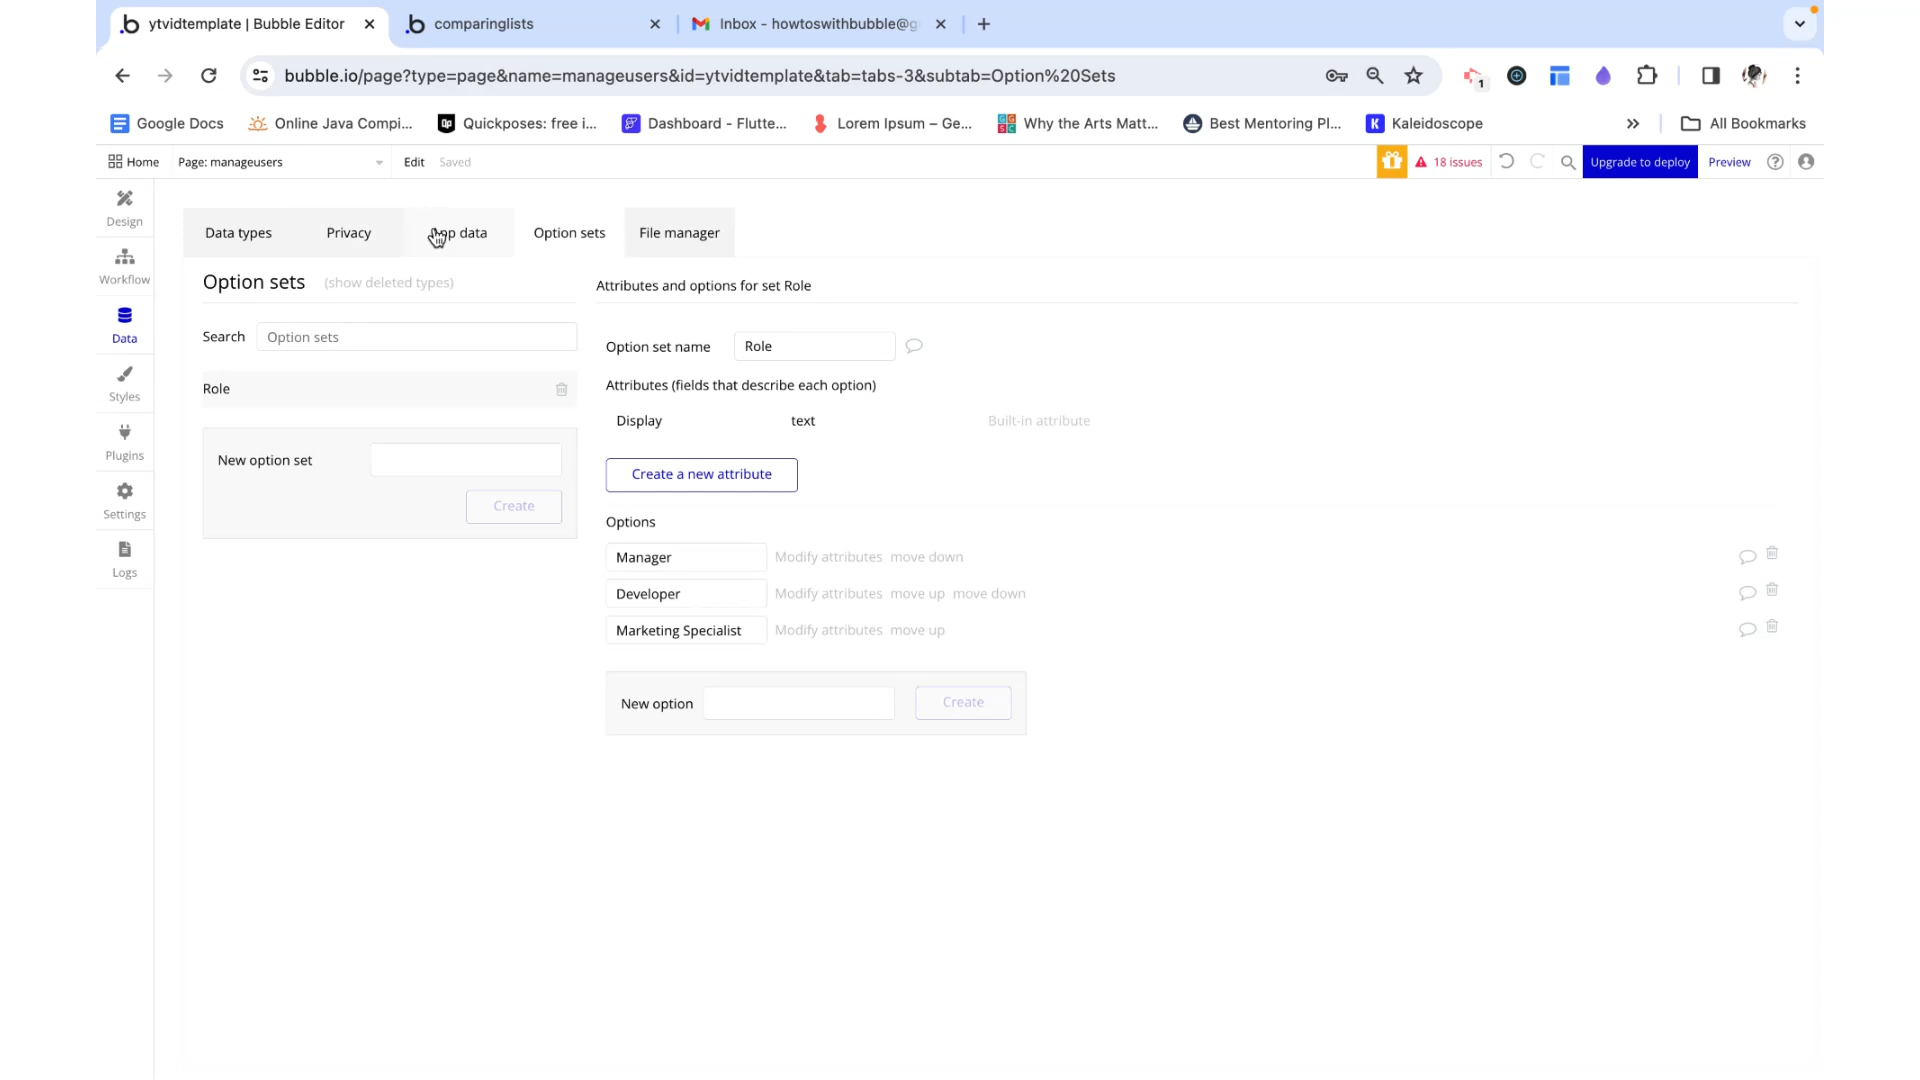 ytvidtemplate | Bubble Editor
comparinglists
Inbox - howtoswithbubble@g
bubble.io/page?type=page&name=manageusers&id=ytvidtemplate&tab=tabs-3&subtab=Option%20Sets
1
Google Docs
Online Java Compi...
Quickposes: free i...
Dashboard - Flutte...
Lorem Ipsum – Ge...
Why the Arts Matt...
Best Mentoring Pl...
Kaleidoscope
All Bookmarks
Home
Page: manageusers
Edit
Saved
18 issues
Upgrade to deploy
Preview
Design
Workflow
Data
Styles
Plugins
Settings
Logs
Data types
Privacy
App data
Option sets
File manager
Option sets
(show deleted types)
Search
Option sets
Role
New option set
Create
Attributes and options for set Role
Option set name
Role
Attributes (fields that describe each option)
Display
text
Built-in attribute
Create a new attribute
Options
Manager
Modify attributes
move down
Developer
Modify attributes
move up
move down
Marketing Specialist
Modify attributes
move up
New option
Create